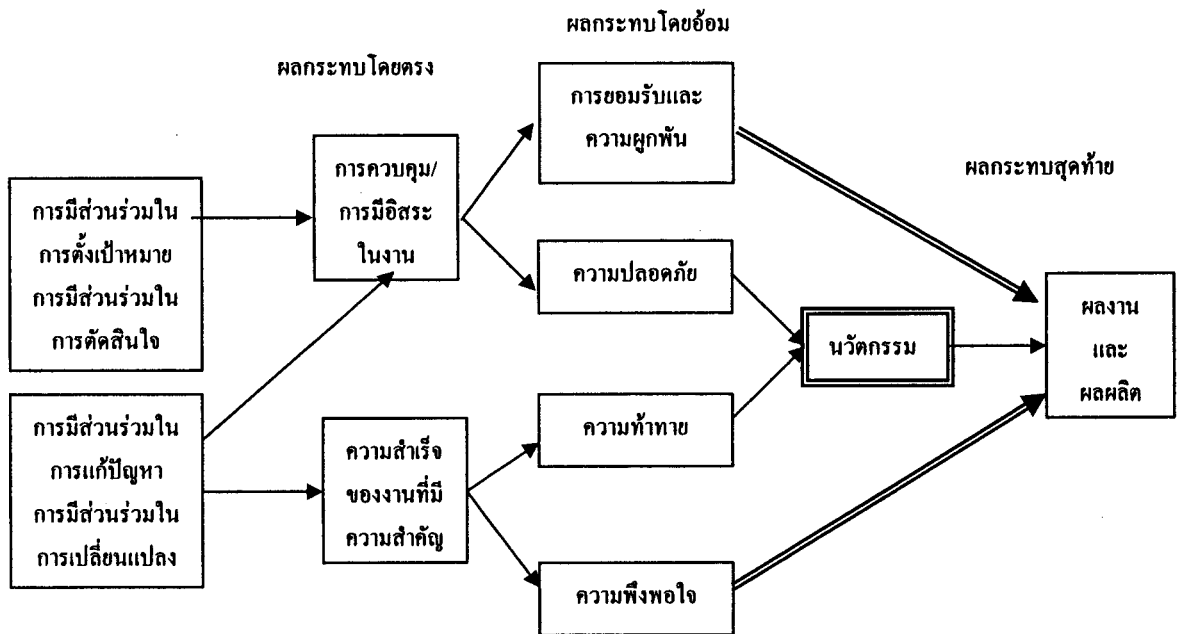 ผลกระทบโดยอ้อม
ผลกระทบโดยตรง
ผลกระทบสุดท้าย
การมีส่วนร่วมใน
การตั้งเป้าหมาย
การมีส่วนร่วมใน
การตัดสินใจ
การมีส่วนร่วมใน
การแก้ปัญหา
การมีส่วนร่วมใน
การเปลี่ยนแปลง
การควบคุม/
การมีอิสระ
ในงาน
ความสำเร็จ
ของงานที่มี
ความสำคัญ
การยอมรับและ
ความผูกพัน
ความปลอดภัย
ความท้าทาย
ความพึงพอใจ
นวัตกรรม
ผลงาน
และ
ผลผลิต